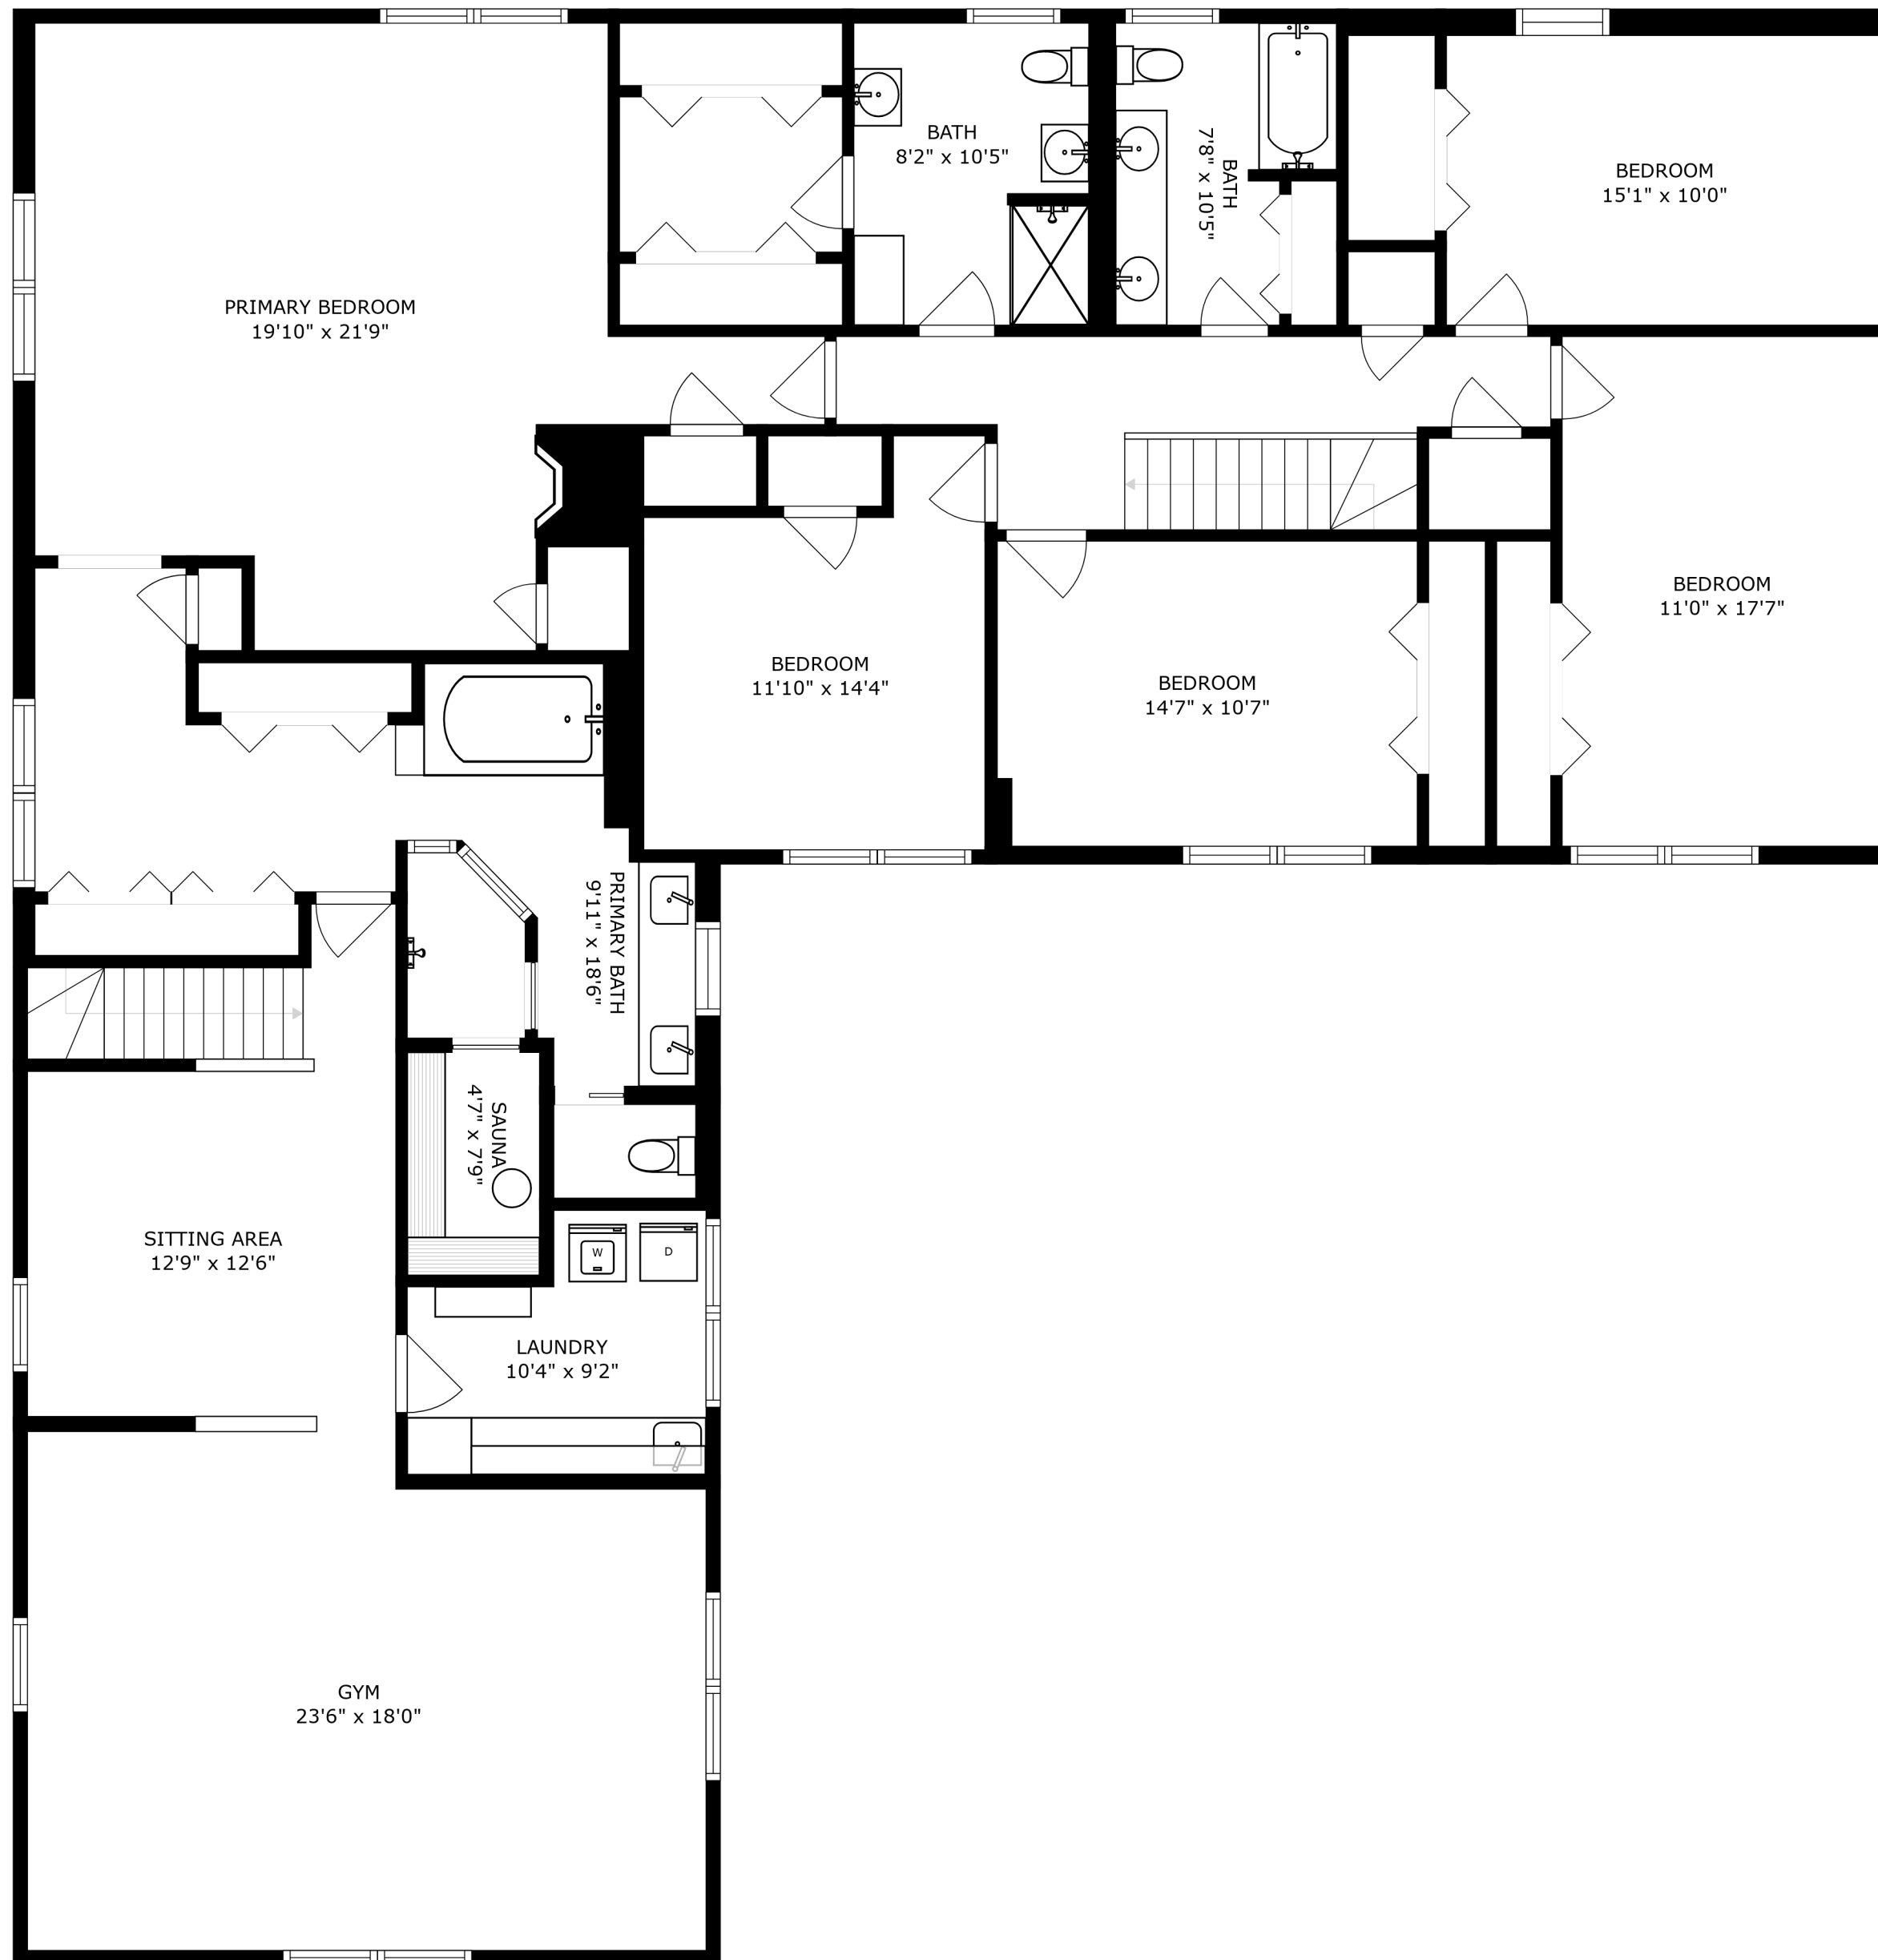 BATH
8'2" x 10'5"
BATH
7'8" x 10'5"
BEDROOM
15'1" x 10'0"
PRIMARY BEDROOM
19'10" x 21'9"
BEDROOM
11'0" x 17'7"
BEDROOM
11'10" x 14'4"
BEDROOM
14'7" x 10'7"
PRIMARY BATH
9'11" x 18'6"
SAUNA
4'7" x 7'9"
SITTING AREA
12'9" x 12'6"
W
D
LAUNDRY
10'4" x 9'2"
GYM
23'6" x 18'0"